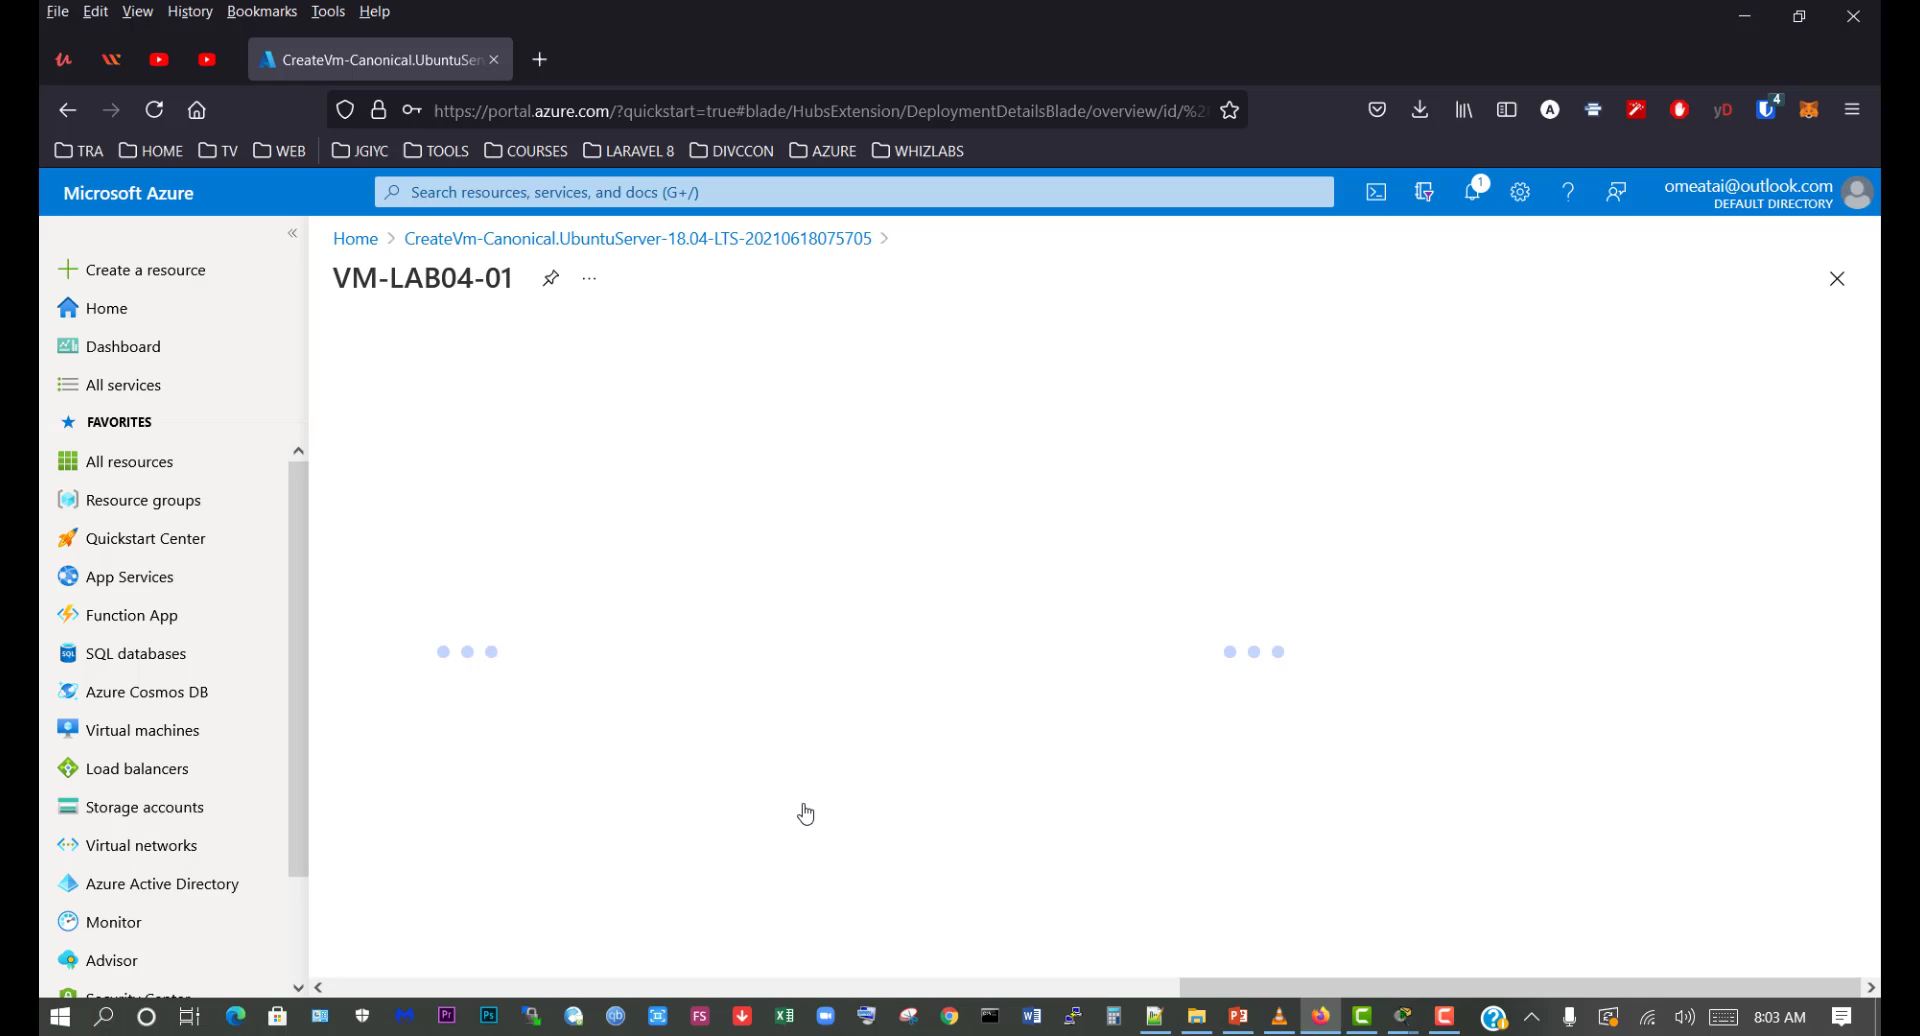 File Edit View History Bookmarks Tools Help
CreateVm-Canonical.UbuntuSer
https://portal.azure.com/?quickstart=true#blade/HubsExtension/DeploymentDetailsBlade/overview/id/%2
TRA HOME TV WEB JGIYC TOOLS COURSES LARAVEL 8 DIVCCON AZURE WHIZLABS
Microsoft Azure
Search resources, services, and docs (G+/)
omeatai@outlook.com
DEFAULT DIRECTORY
Home > CreateVm-Canonical.UbuntuServer-18.04-LTS-20210618075705 >
VM-LAB04-01
Create a resource
Home
Dashboard
All services
FAVORITES
All resources
Resource groups
Quickstart Center
App Services
Function App
SQL databases
Azure Cosmos DB
Virtual machines
Load balancers
Storage accounts
Virtual networks
Azure Active Directory
Monitor
Advisor
Security Center
8:03 AM